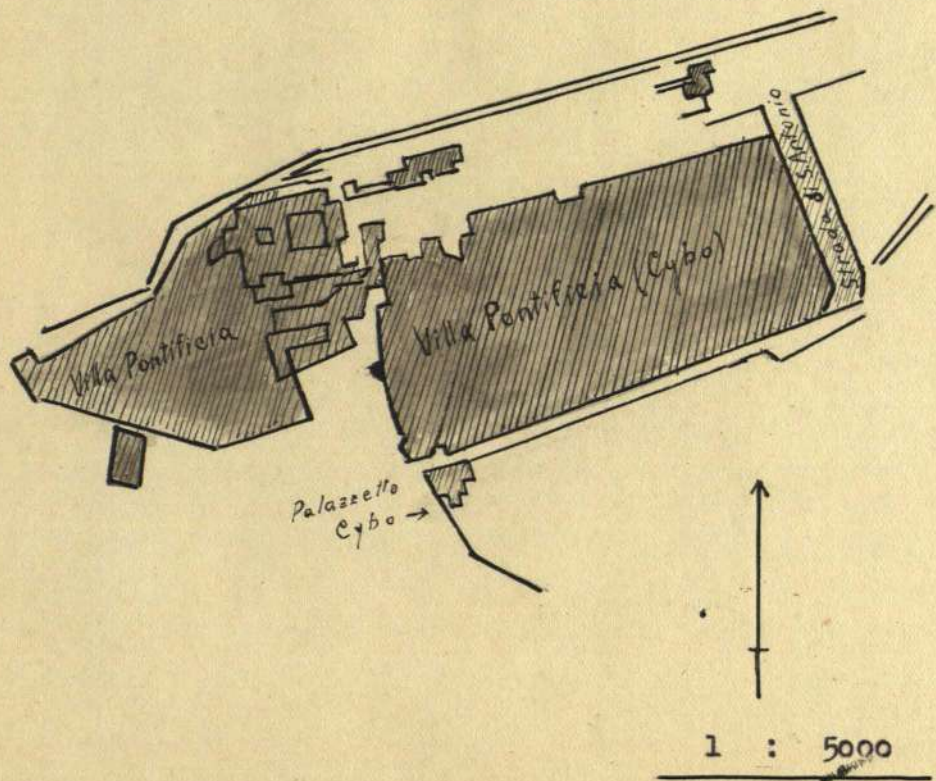 Strada di S. Antonio
Villa Pontificia (Cybo)
Villa Pontificia
Palazzetto
Cybo →
1 : 5000